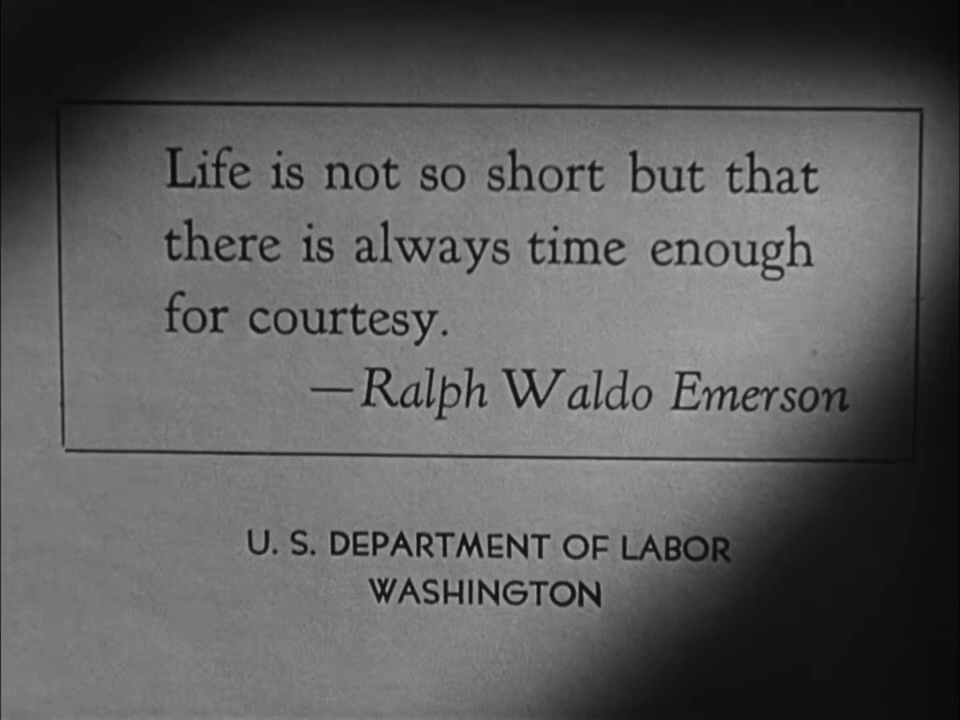 Life is not so short but that
there is always time enough
for courtesy.
—Ralph Waldo Emerson
U. S. DEPARTMENT OF LABOR
WASHINGTON